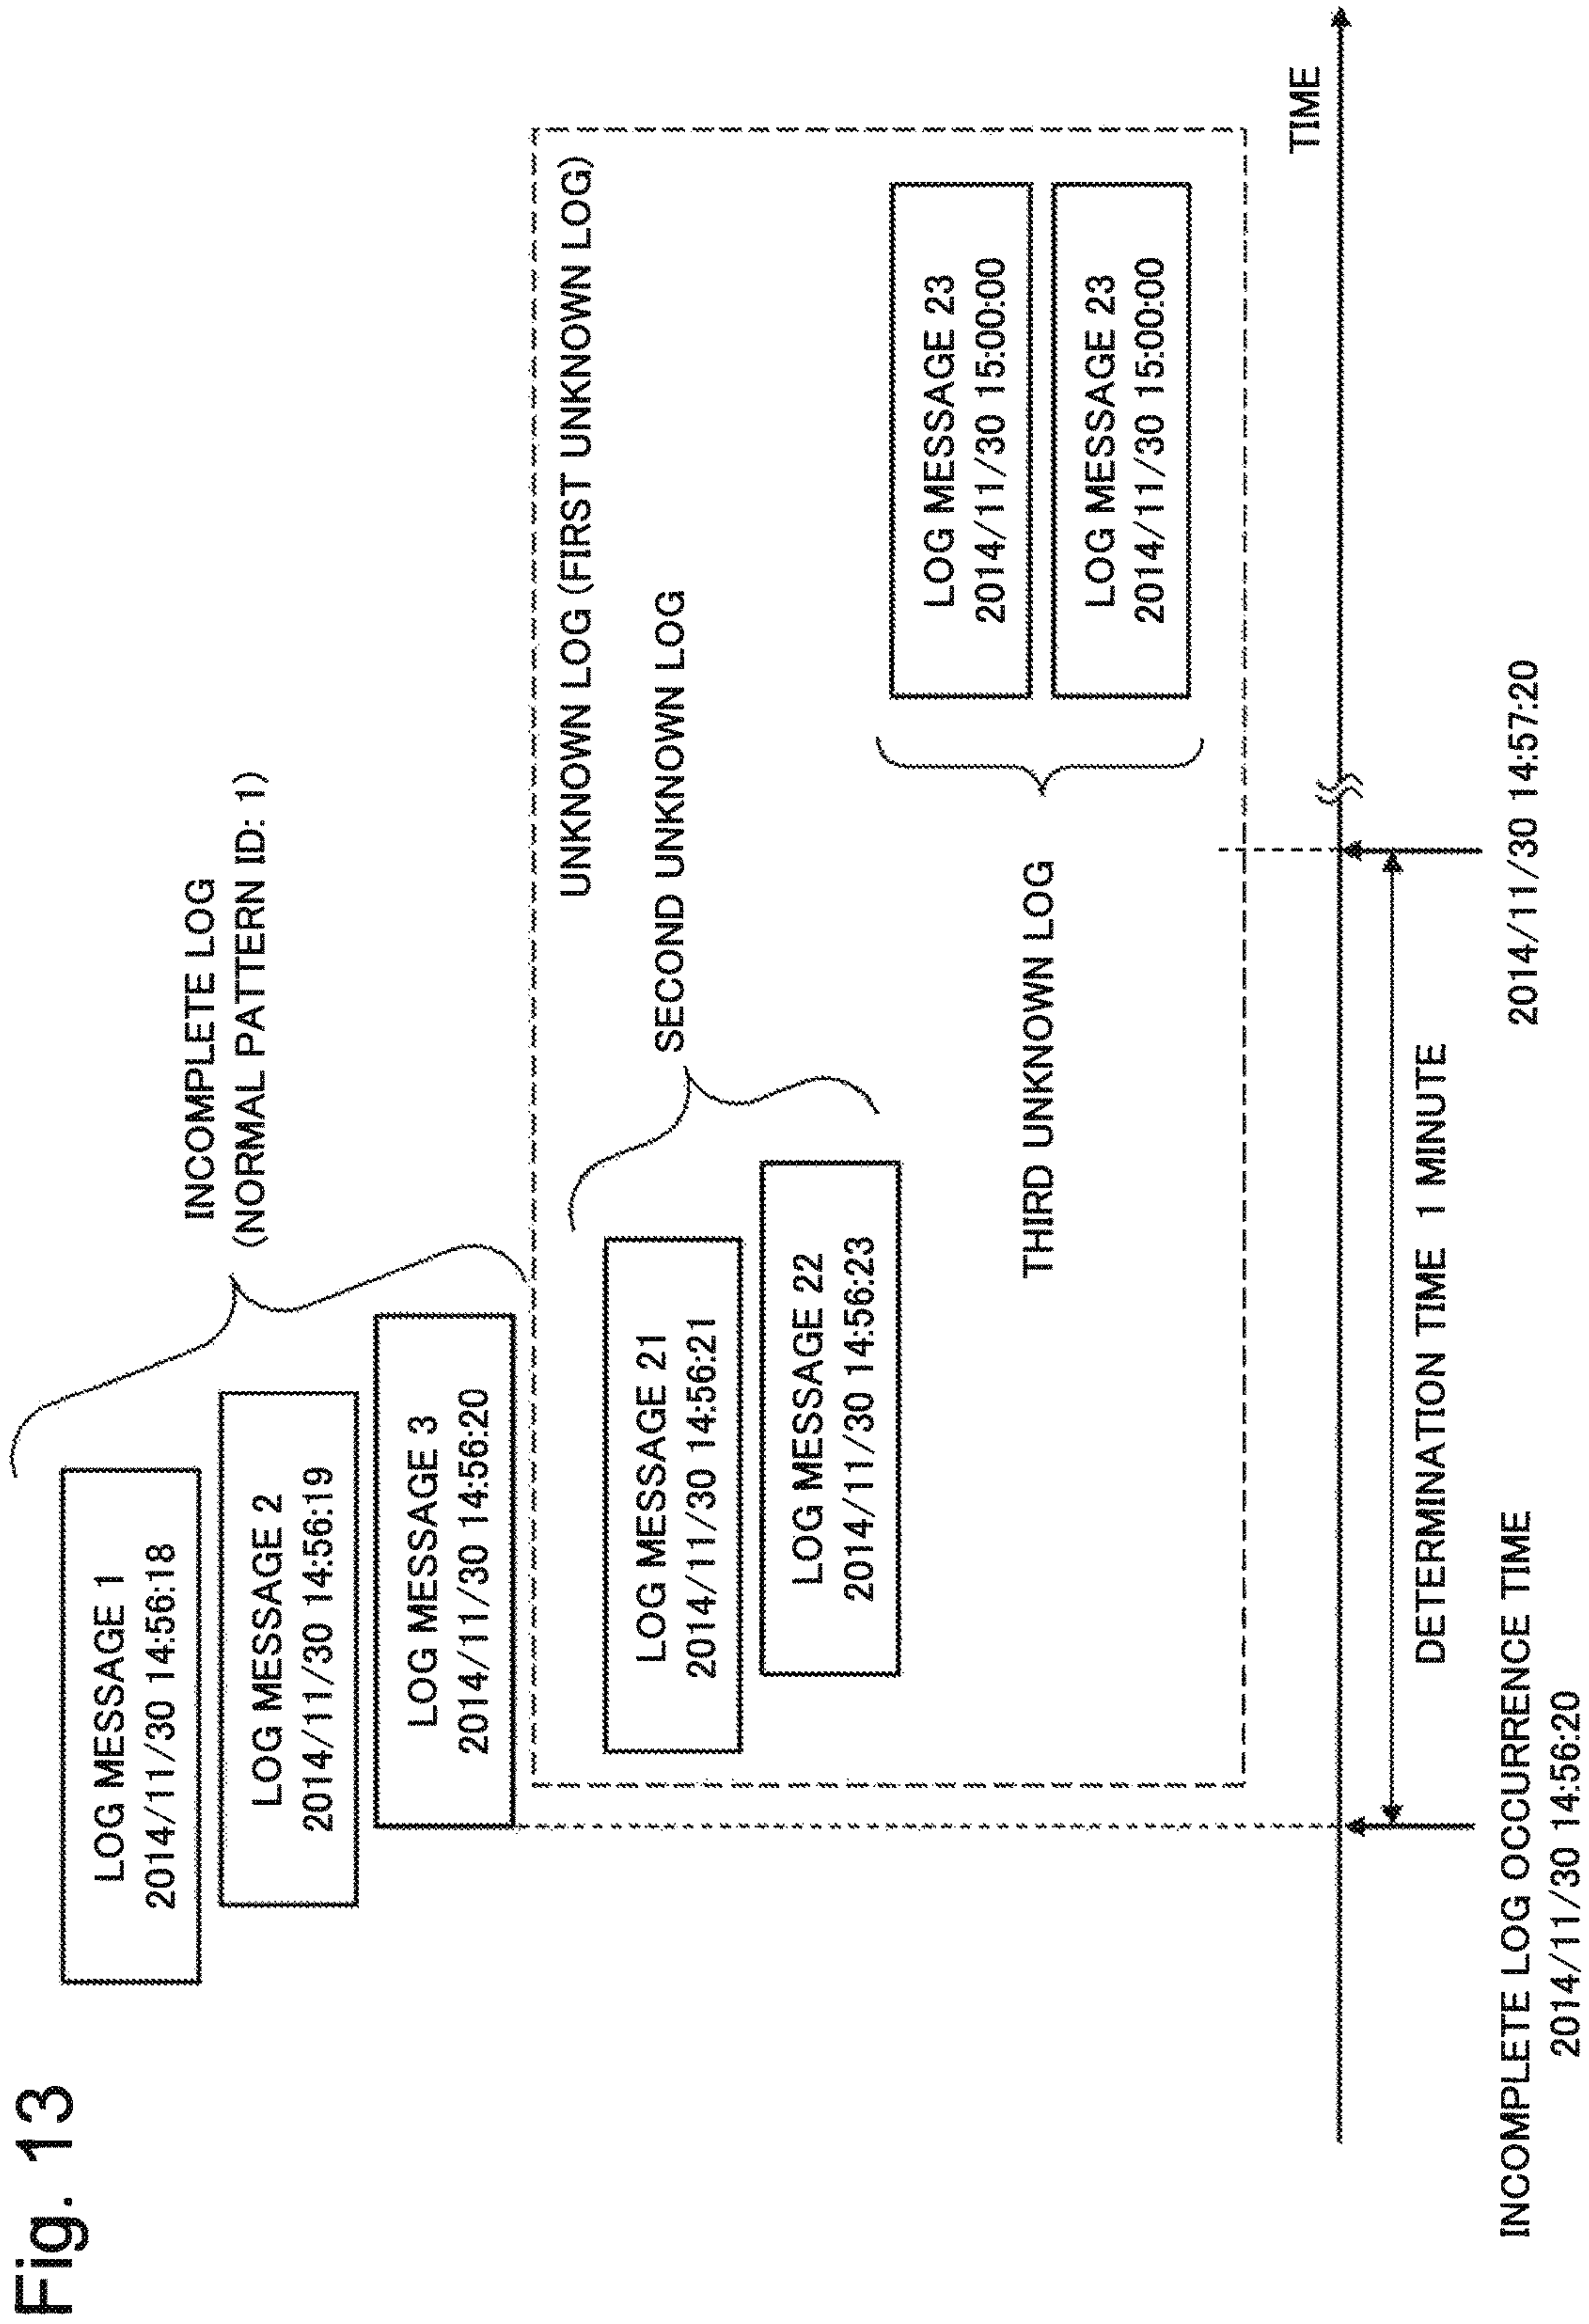 Fig. 13
LOG MESSAGE 1
2014/11/30 14:56:18
LOG MESSAGE 2
2014/11/30 14:56:19
LOG MESSAGE 3
2014/11/30 14:56:20
INCOMPLETE LOG
(NORMAL PATTERN ID: 1)
UNKNOWN LOG (FIRST UNKNOWN LOG)
LOG MESSAGE 21
2014/11/30 14:56:21
LOG MESSAGE 22
2014/11/30 14:56:23
SECOND UNKNOWN LOG
THIRD UNKNOWN LOG
LOG MESSAGE 23
2014/11/30 15:00:00
LOG MESSAGE 23
2014/11/30 15:00:00
TIME
DETERMINATION TIME 1 MINUTE
INCOMPLETE LOG OCCURRENCE TIME
2014/11/30 14:56:20
2014/11/30 14:57:20